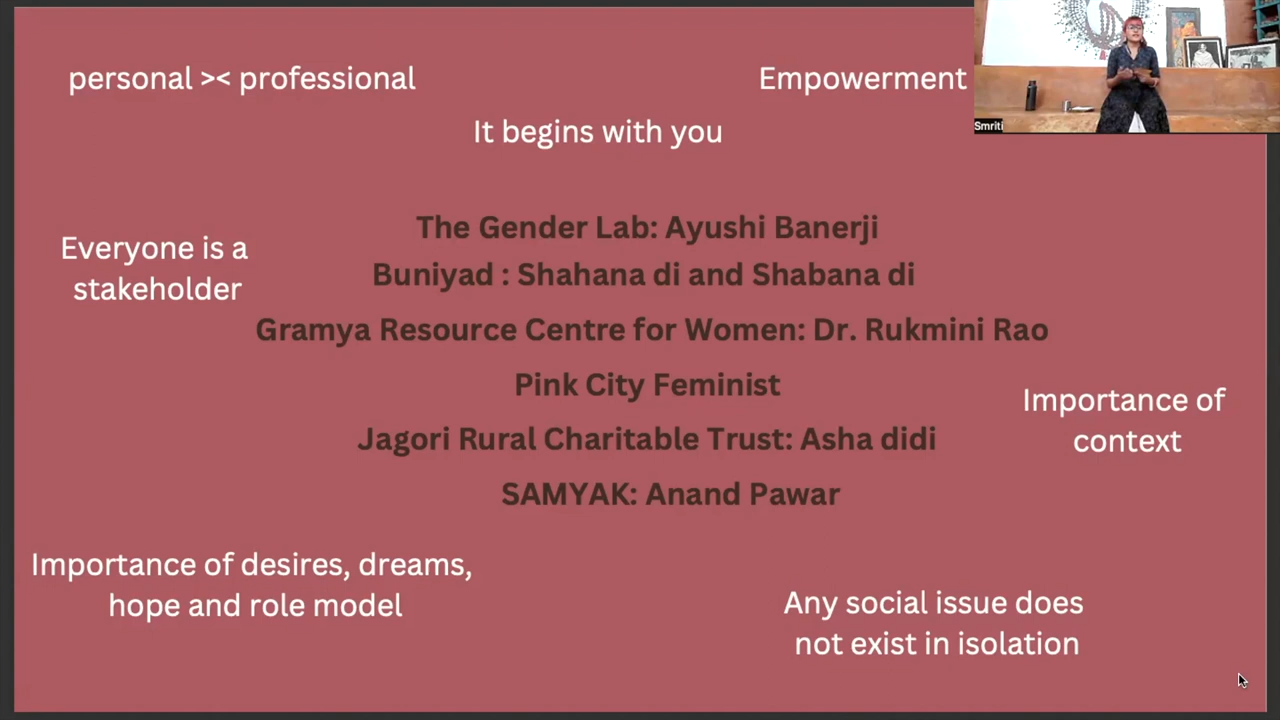 personal >< professional
Empowerment
Smriti
It begins with you
The Gender Lab: Ayushi Banerji
Everyone is a
stakeholder
Buniyad : Shahana di and Shabana di
Gramya Resource Centre for Women: Dr. Rukmini Rao
Pink City Feminist
Importance of
context
Jagori Rural Charitable Trust: Asha didi
SAMYAK: Anand Pawar
Importance of desires, dreams,
hope and role model
Any social issue does
not exist in isolation